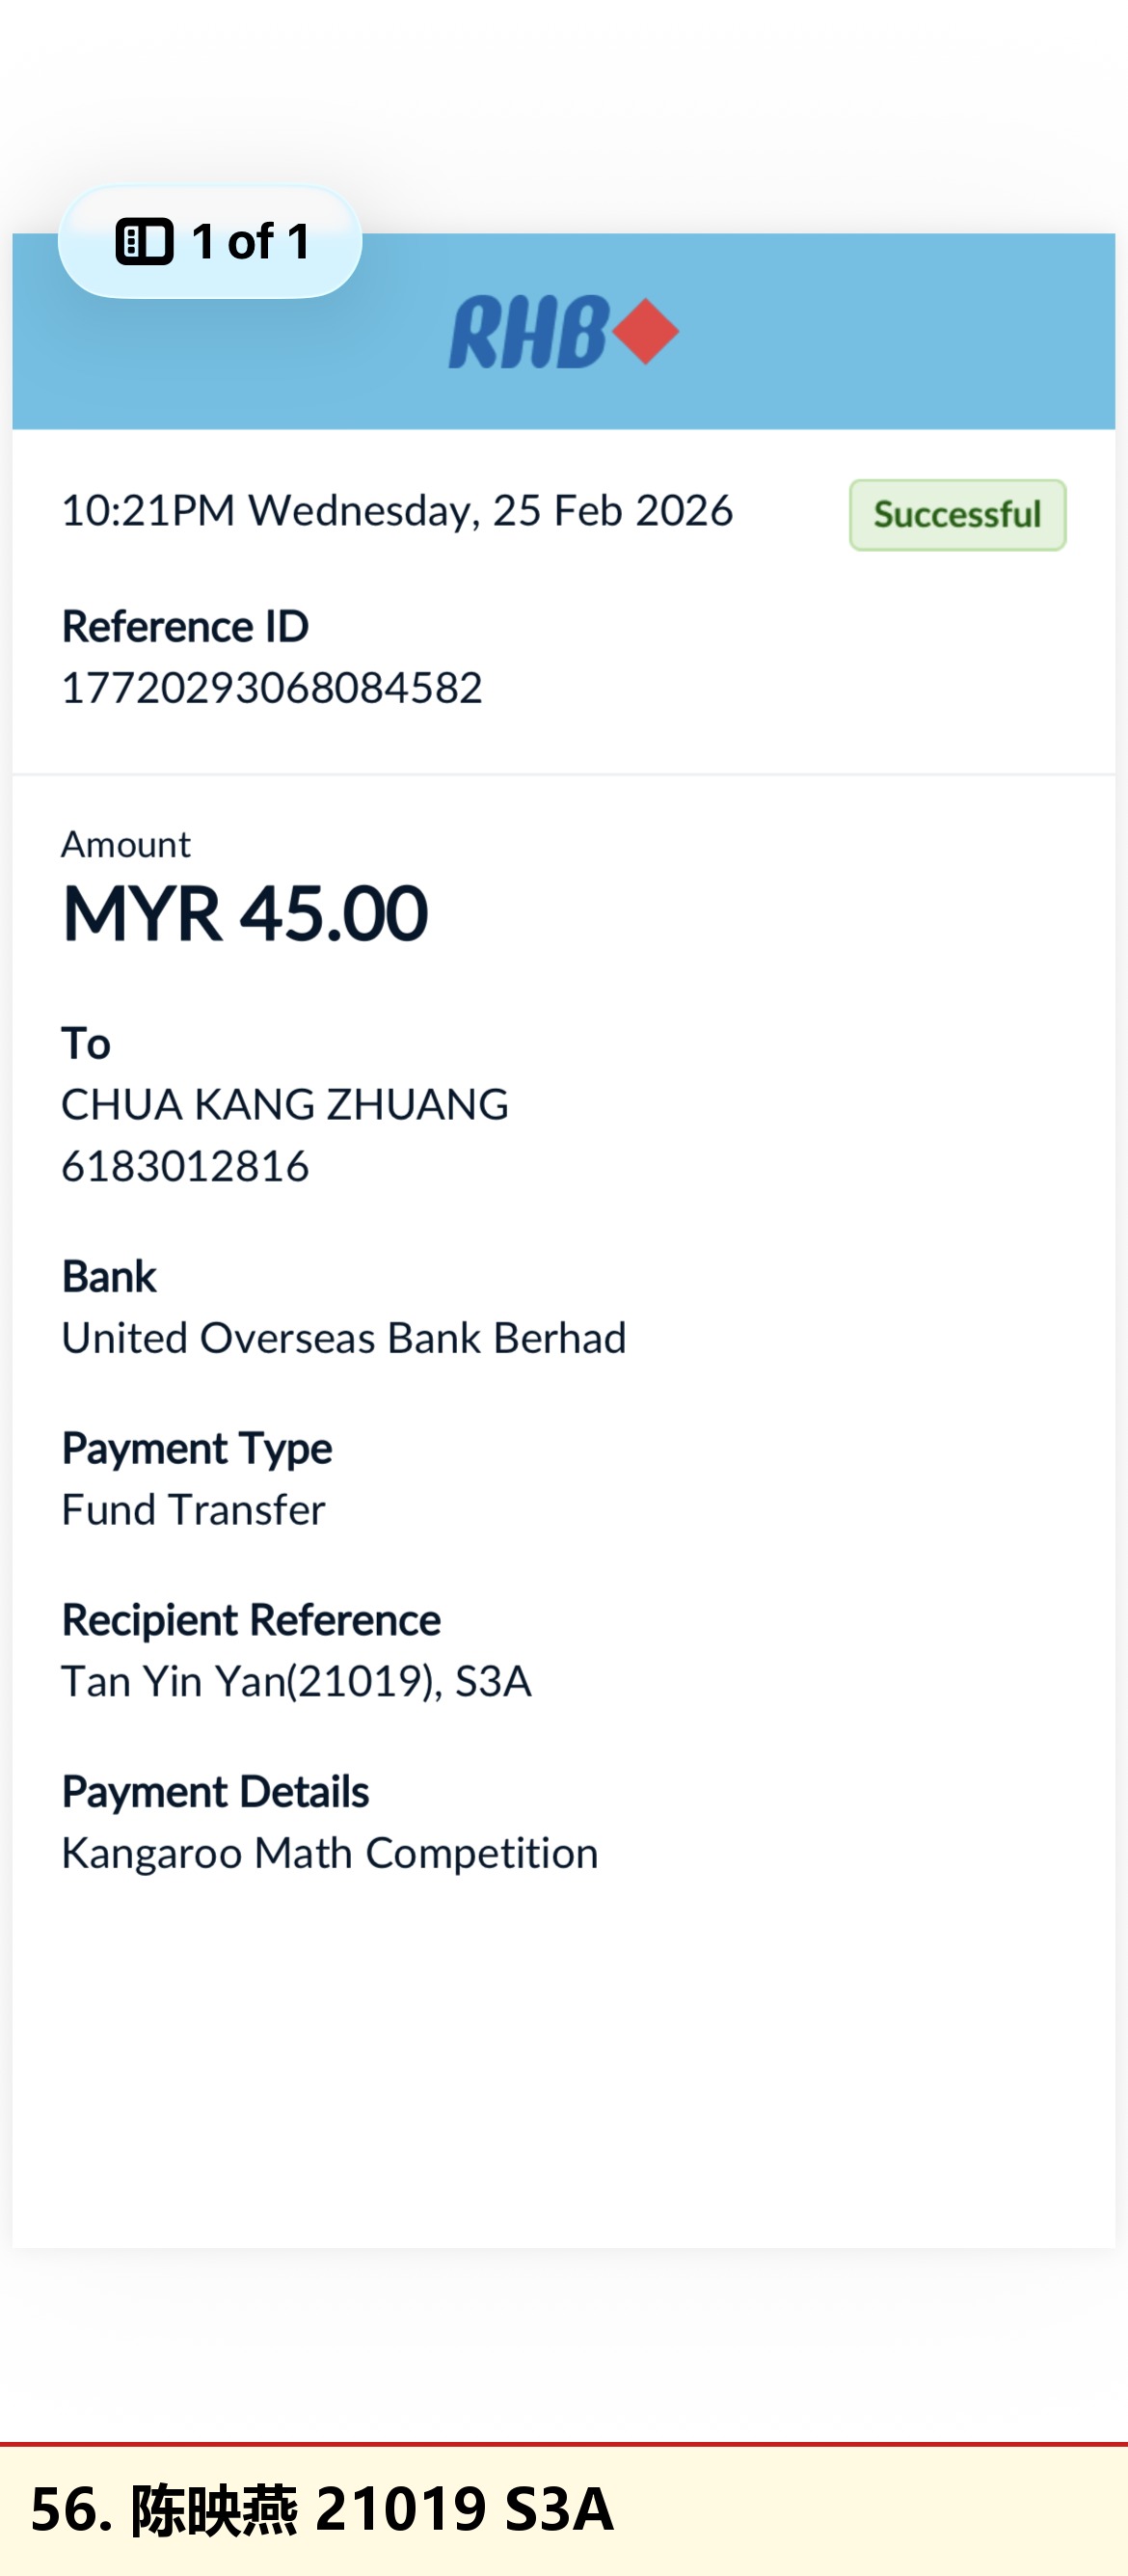 1 of 1
RHB
10:21PM Wednesday, 25 Feb 2026
Successful
Reference ID
17720293068084582
Amount
MYR 45.00
To
CHUA KANG ZHUANG
6183012816
Bank
United Overseas Bank Berhad
Payment Type
Fund Transfer
Recipient Reference
Tan Yin Yan(21019), S3A
Payment Details
Kangaroo Math Competition
56. 陈映燕 21019 S3A